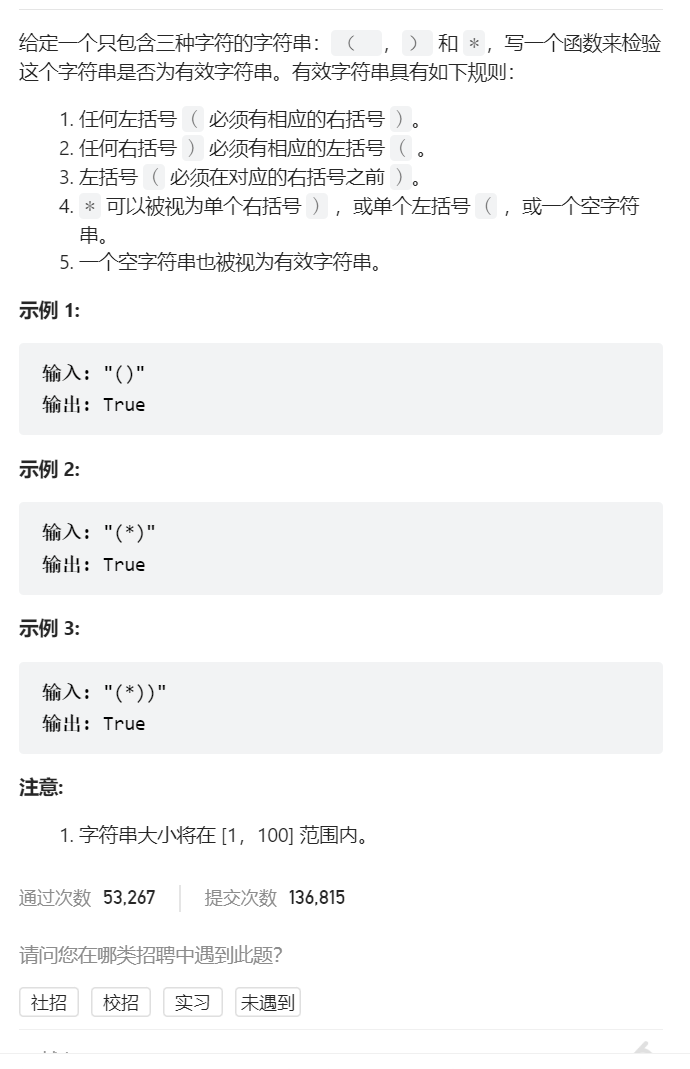 给定一个只包含三种字符的字符串：（ ，） 和 *，写一个函数来检验
这个字符串是否为有效字符串。有效字符串具有如下规则：
1. 任何左括号 ( 必须有相应的右括号 )。
2. 任何右括号 ) 必须有相应的左括号 ( 。
3. 左括号 ( 必须在对应的右括号之前 )。
4. * 可以被视为单个右括号 ) ，或单个左括号 ( ，或一个空字符
串。
5. 一个空字符串也被视为有效字符串。
示例 1:
输入: "()"
输出: True
示例 2:
输入: "(*)"
输出: True
示例 3:
输入: "(*))"
输出: True
注意:
1. 字符串大小将在 [1，100] 范围内。
通过次数 53,267 提交次数 136,815
请问您在哪类招聘中遇到此题？
社招 校招 实习 未遇到